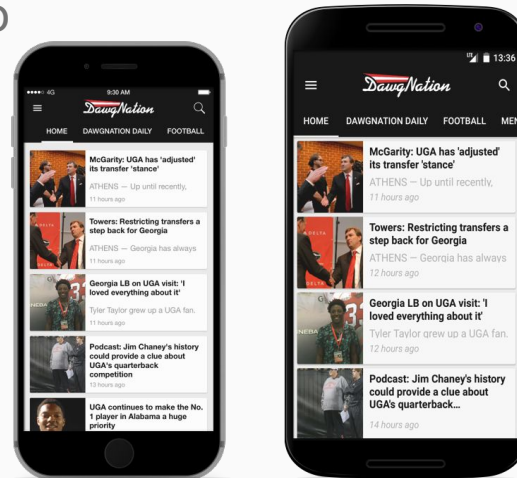 4G 9:30 AM
DawgNation
HOME DAWGNATION DAILY FOOTBALL
McGarity: UGA has 'adjusted'
its transfer 'stance'
ATHENS — Up until recently,
11 hours ago
Towers: Restricting transfers a
step back for Georgia
ATHENS — Georgia has always
11 hours ago
Georgia LB on UGA visit: 'I
loved everything about it'
Tyler Taylor grew up a UGA fan.
11 hours ago
Podcast: Jim Chaney's history
could provide a clue about
UGA's quarterback
competition
13 hours ago
UGA continues to make the No.
1 player in Alabama a huge
priority
13:36
DawgNation
HOME DAWGNATION DAILY FOOTBALL MEN
McGarity: UGA has 'adjusted'
its transfer 'stance'
ATHENS — Up until recently,
11 hours ago
Towers: Restricting transfers a
step back for Georgia
ATHENS — Georgia has always
12 hours ago
Georgia LB on UGA visit: 'I
loved everything about it'
Tyler Taylor grew up a UGA fan.
12 hours ago
Podcast: Jim Chaney's history
could provide a clue about
UGA's quarterback...
14 hours ago